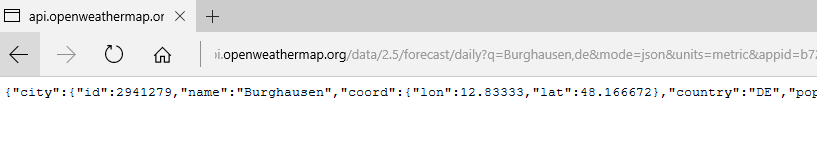 api.openweathermap.or
.openweathermap.org/data/2.5/forecast/daily?q=Burghausen,de&mode=json&units=metric&appid=b7
{"city":{"id":2941279,"name":"Burghausen","coord":{"lon":12.83333,"lat":48.166672},"country":"DE","pop